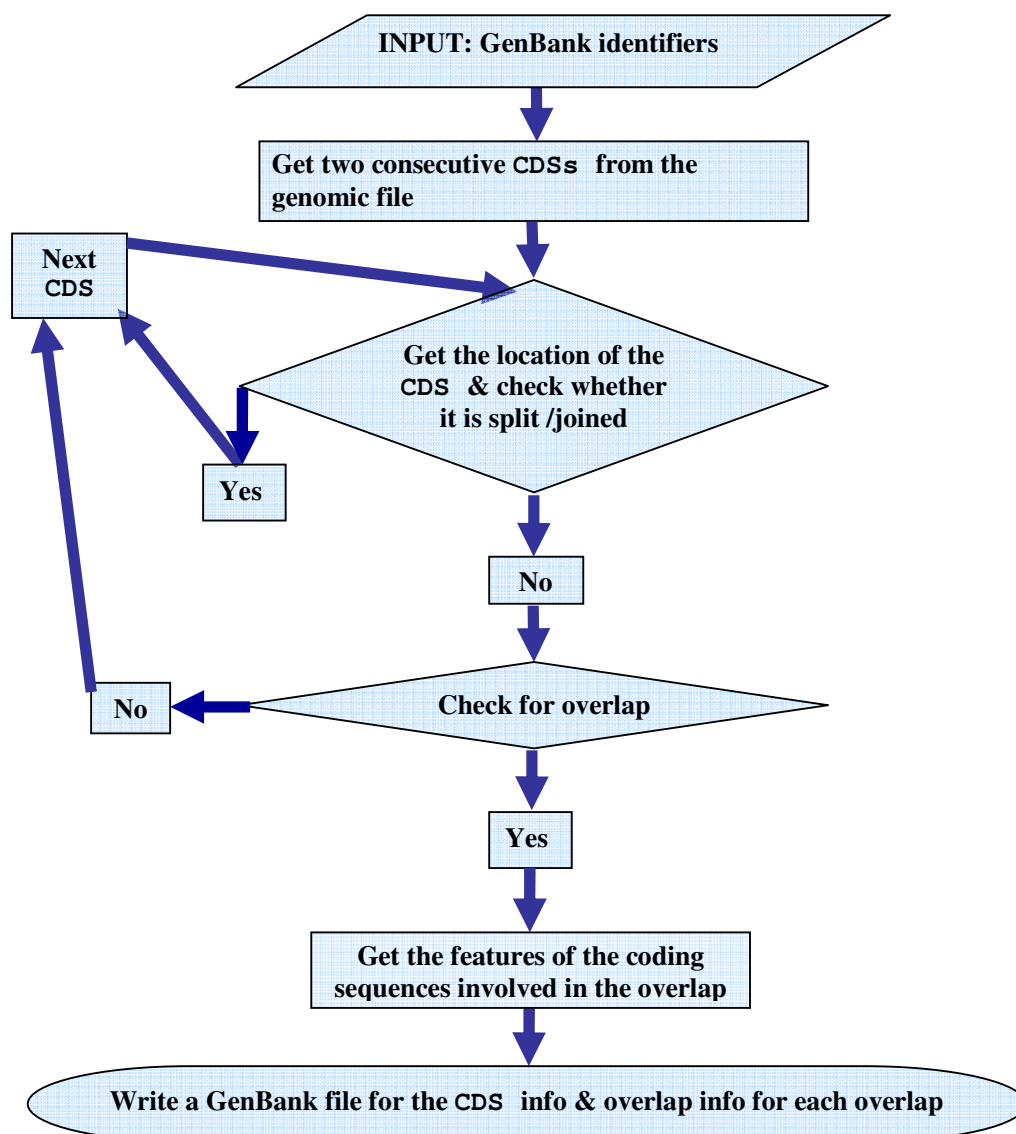 INPUT: GenBank identifiers
Get two consecutive CDSs from the
genomic file
Next
CDS
Get the location of the
CDS & check whether
it is split /joined
Yes
No
Check for overlap
No
Yes
Get the features of the coding
sequences involved in the overlap
Write a GenBank file for the CDS info & overlap info for each overlap